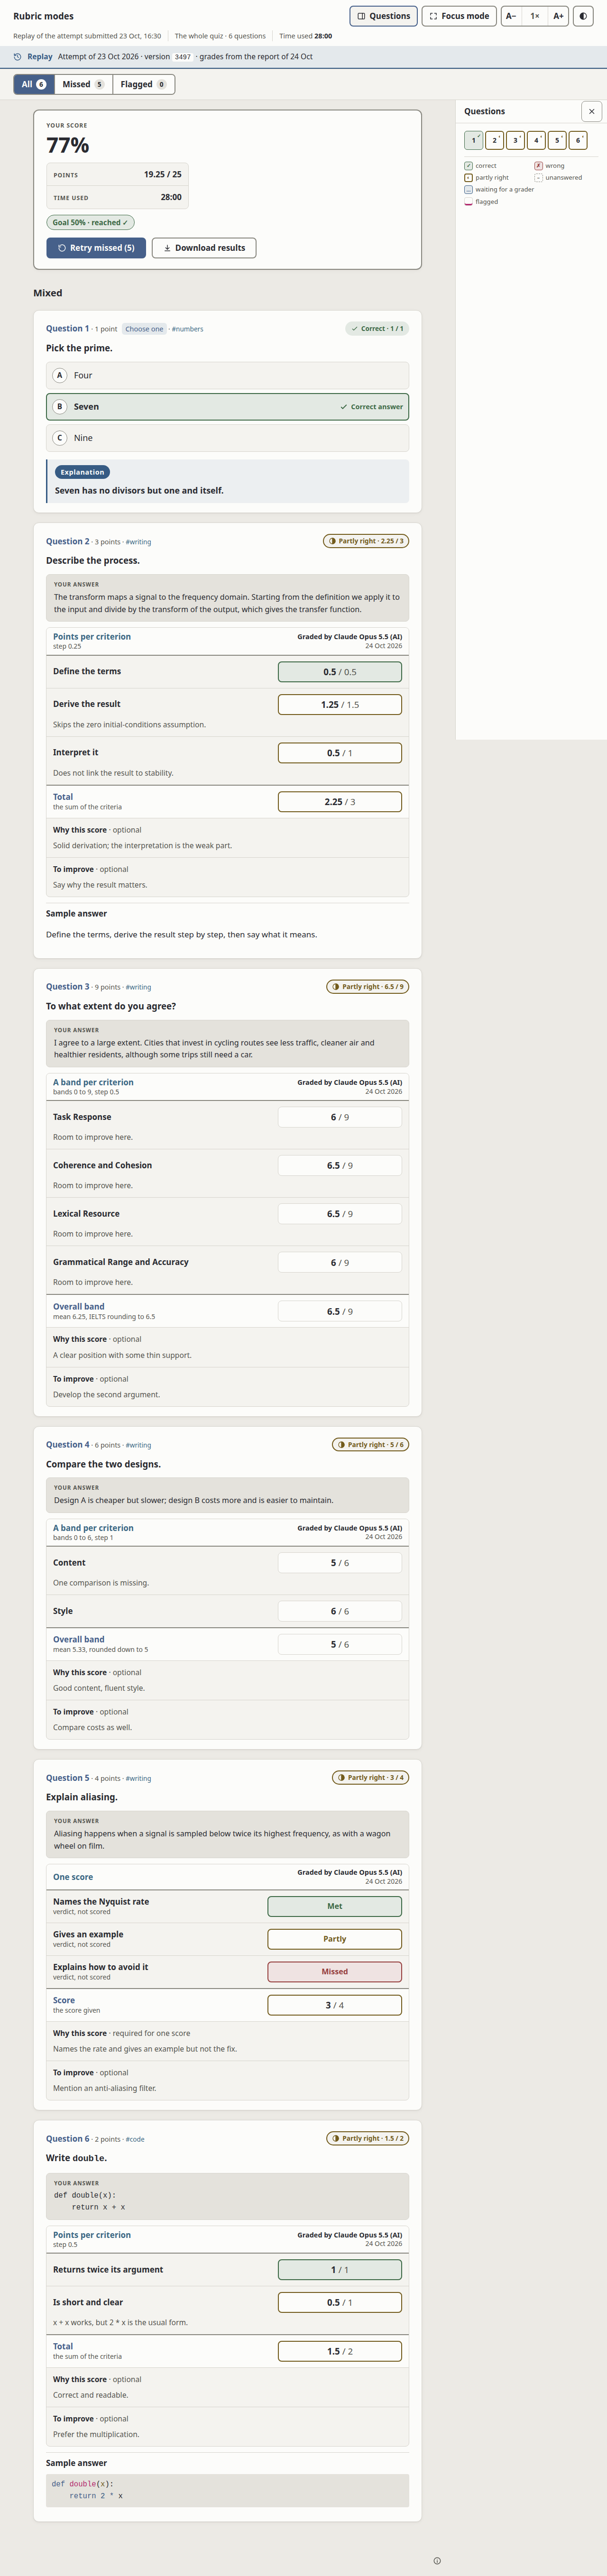 Rubric modes
Questions
Focus mode
A−
1×
A+
Replay of the attempt submitted 23 Oct 2026, 16:30
The whole quiz · 6 questions
Time used 28:00
Replay
Attempt of 23 Oct 2026 · version 3497 · grades from the report of 24 Oct
All 6
Missed 5
Flagged 0
Questions
1 2 3 4 5 6
correct
wrong
partly right
unanswered
waiting for a grader
flagged
YOUR SCORE
77%
POINTS 19.25 / 25
TIME USED 28:00
Goal 50% · reached ✓
Retry missed (5)
Download results
Mixed
Question 1 · 1 point Choose one · #numbers
Correct · 1 / 1
Pick the prime.
A Four
B Seven
Correct answer
C Nine
Explanation
Seven has no divisors but one and itself.
Question 2 · 3 points · #writing
Partly right · 2.25 / 3
Describe the process.
YOUR ANSWER
The transform maps a signal to the frequency domain. Starting from the definition we apply it to
the input and divide by the transform of the output, which gives the transfer function.
Points per criterion
step 0.25
Graded by Claude Opus 5.5 (AI)
24 Oct 2026
Define the terms
0.5 / 0.5
Derive the result
1.25 / 1.5
Skips the zero initial-conditions assumption.
Interpret it
0.5 / 1
Does not link the result to stability.
Total
the sum of the criteria
2.25 / 3
Why this score · optional
Solid derivation; the interpretation is the weak part.
To improve · optional
Say why the result matters.
Sample answer
Define the terms, derive the result step by step, then say what it means.
Question 3 · 9 points · #writing
Partly right · 6.5 / 9
To what extent do you agree?
YOUR ANSWER
I agree to a large extent. Cities that invest in cycling routes see less traffic, cleaner air and
healthier residents, although some trips still need a car.
A band per criterion
bands 0 to 9, step 0.5
Graded by Claude Opus 5.5 (AI)
24 Oct 2026
Task Response
6 / 9
Room to improve here.
Coherence and Cohesion
6.5 / 9
Room to improve here.
Lexical Resource
6.5 / 9
Room to improve here.
Grammatical Range and Accuracy
6 / 9
Room to improve here.
Overall band
mean 6.25, IELTS rounding to 6.5
6.5 / 9
Why this score · optional
A clear position with some thin support.
To improve · optional
Develop the second argument.
Question 4 · 6 points · #writing
Partly right · 5 / 6
Compare the two designs.
YOUR ANSWER
Design A is cheaper but slower; design B costs more and is easier to maintain.
A band per criterion
bands 0 to 6, step 1
Graded by Claude Opus 5.5 (AI)
24 Oct 2026
Content
5 / 6
One comparison is missing.
Style
6 / 6
Overall band
mean 5.33, rounded down to 5
5 / 6
Why this score · optional
Good content, fluent style.
To improve · optional
Compare costs as well.
Question 5 · 4 points · #writing
Partly right · 3 / 4
Explain aliasing.
YOUR ANSWER
Aliasing happens when a signal is sampled below twice its highest frequency, as with a wagon
wheel on film.
One score
Graded by Claude Opus 5.5 (AI)
24 Oct 2026
Names the Nyquist rate
verdict, not scored
Met
Gives an example
verdict, not scored
Partly
Explains how to avoid it
verdict, not scored
Missed
Score
the score given
3 / 4
Why this score · required for one score
Names the rate and gives an example but not the fix.
To improve · optional
Mention an anti-aliasing filter.
Question 6 · 2 points · #code
Partly right · 1.5 / 2
Write double.
YOUR ANSWER
def double(x):
return x + x
Points per criterion
step 0.5
Graded by Claude Opus 5.5 (AI)
24 Oct 2026
Returns twice its argument
1 / 1
Is short and clear
0.5 / 1
x + x works, but 2 * x is the usual form.
Total
the sum of the criteria
1.5 / 2
Why this score · optional
Correct and readable.
To improve · optional
Prefer the multiplication.
Sample answer
def double(x):
return 2 * x